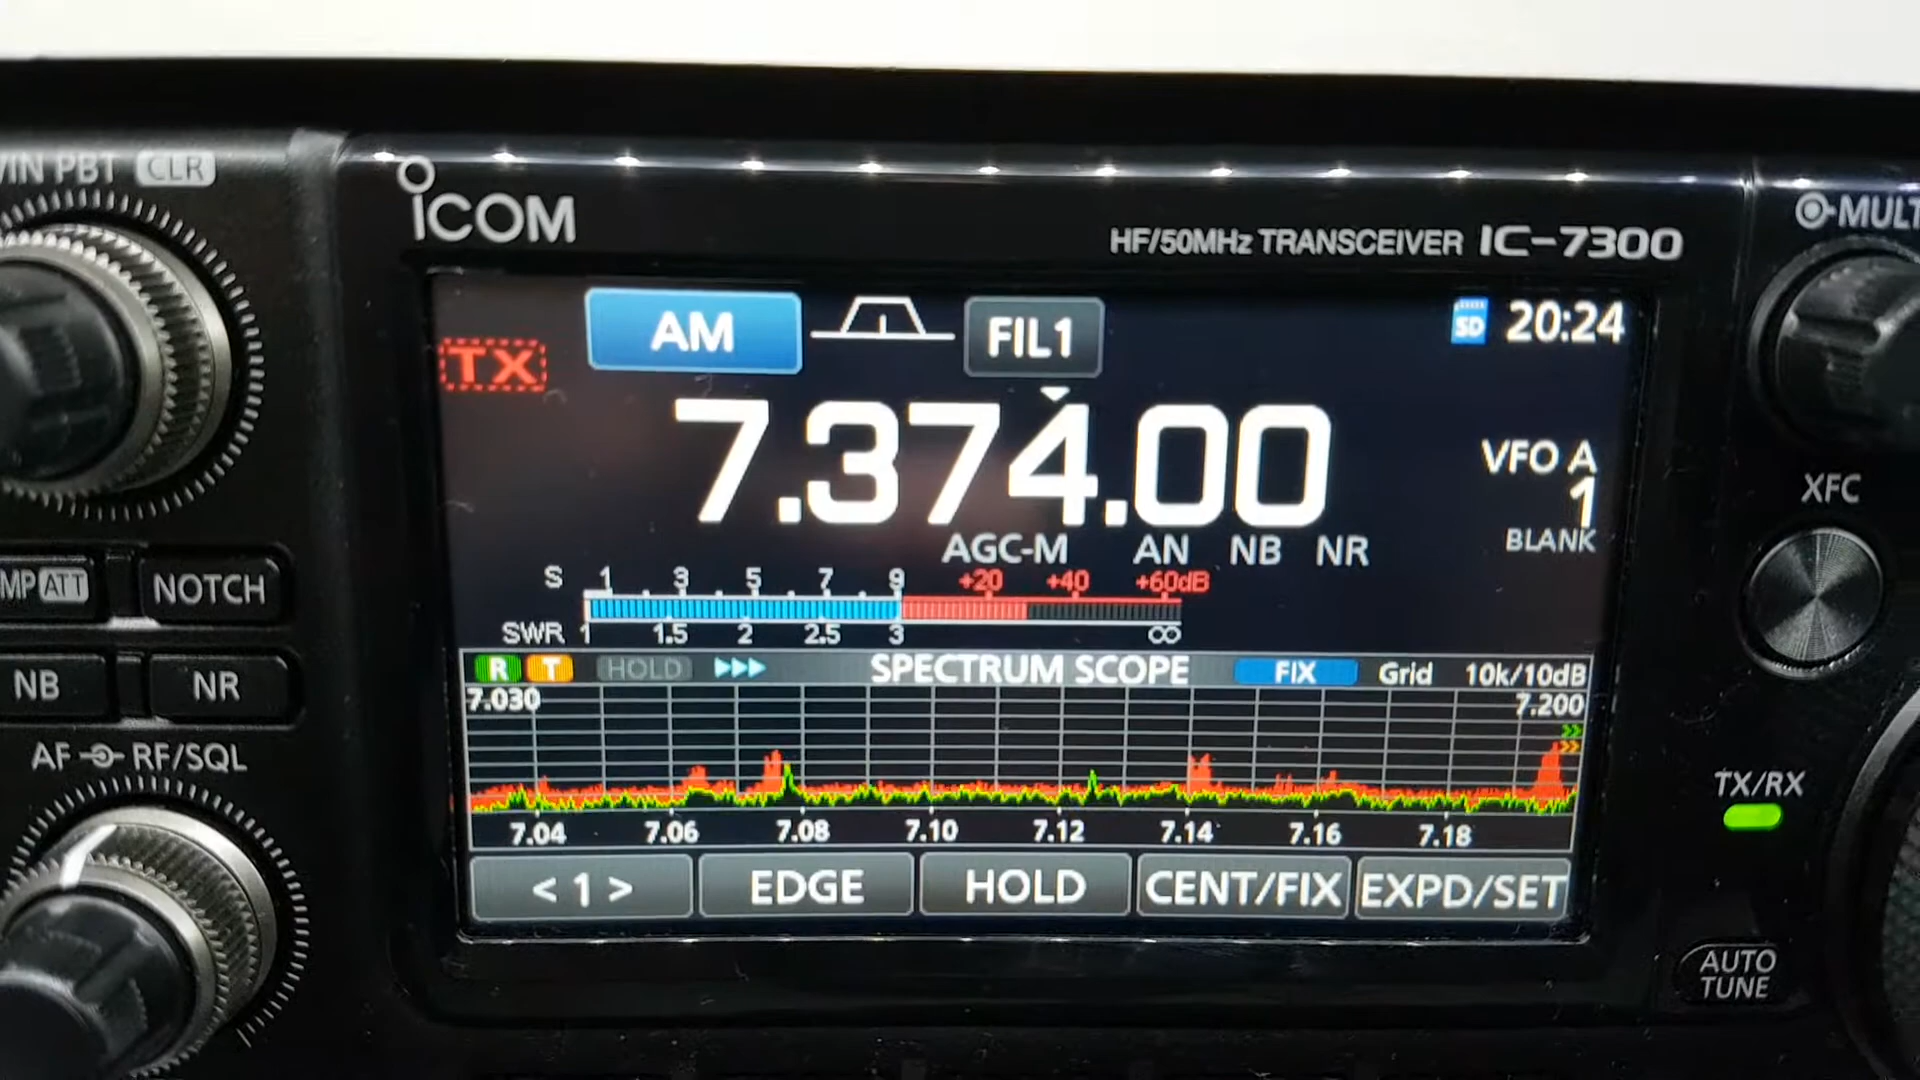 CLR
ICOM
MULT
HF/50MHz TRANSCEIVER IC-7300
TX
AM
FIL1
SD
20:24
7.374.00
VFO A
1
BLANK
XFC
AGC-M AN NB NR
S 1 3 5 7 9 +20 +40 +60dB
SWR 1 1.5 2 2.5 3 ∞
ATT
NOTCH
NB
NR
R T HOLD SPECTRUM SCOPE FIX Grid 10k/10dB
7.030 7.200
7.04 7.06 7.08 7.10 7.12 7.14 7.16 7.18
AF RF/SQL
TX/RX
< 1 > EDGE HOLD CENT/FIX EXPD/SET
AUTO
TUNE